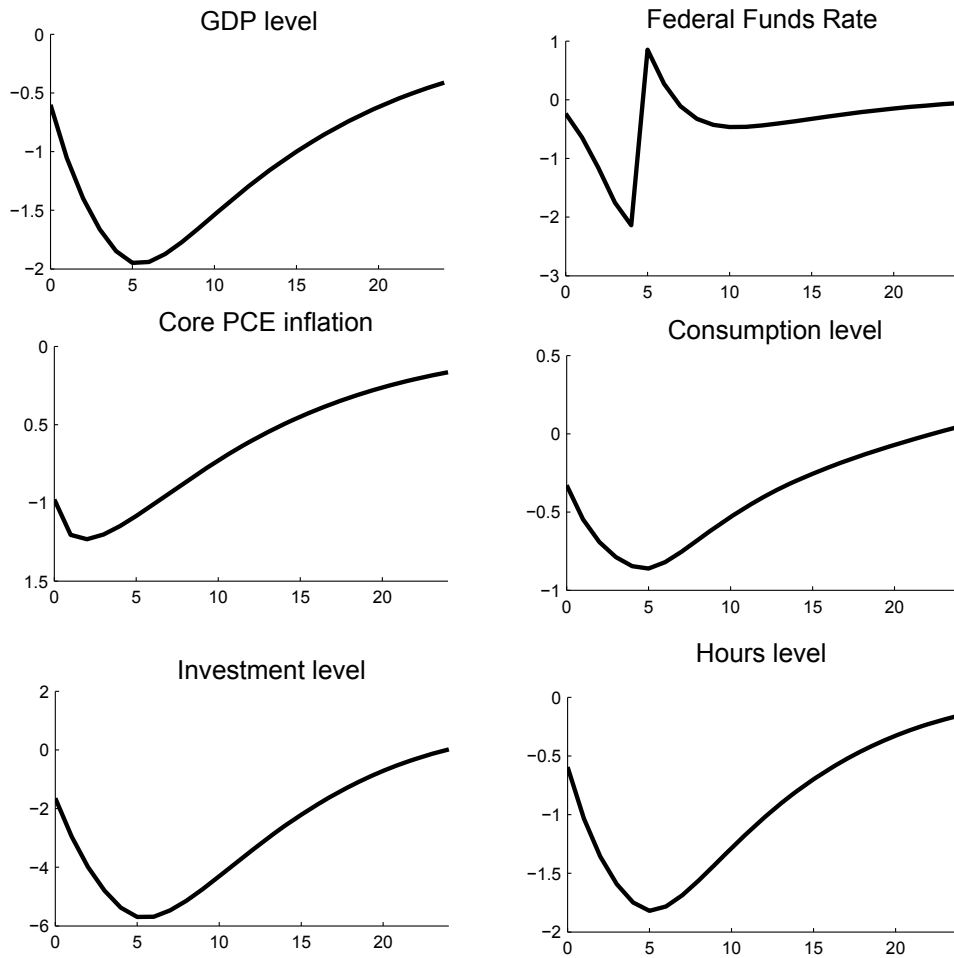 GDP level
0
−0.5
−1
−1.5
−2
0 5 10 15 20
Federal Funds Rate
1
0
−1
−2
−3
0 5 10 15 20
Core PCE inflation
0
0.5
−1
1.5
0 5 10 15 20
Consumption level
0.5
0
−0.5
−1
0 5 10 15 20
Investment level
2
0
−2
−4
−6
0 5 10 15 20
Hours level
0
−0.5
−1
−1.5
−2
0 5 10 15 20